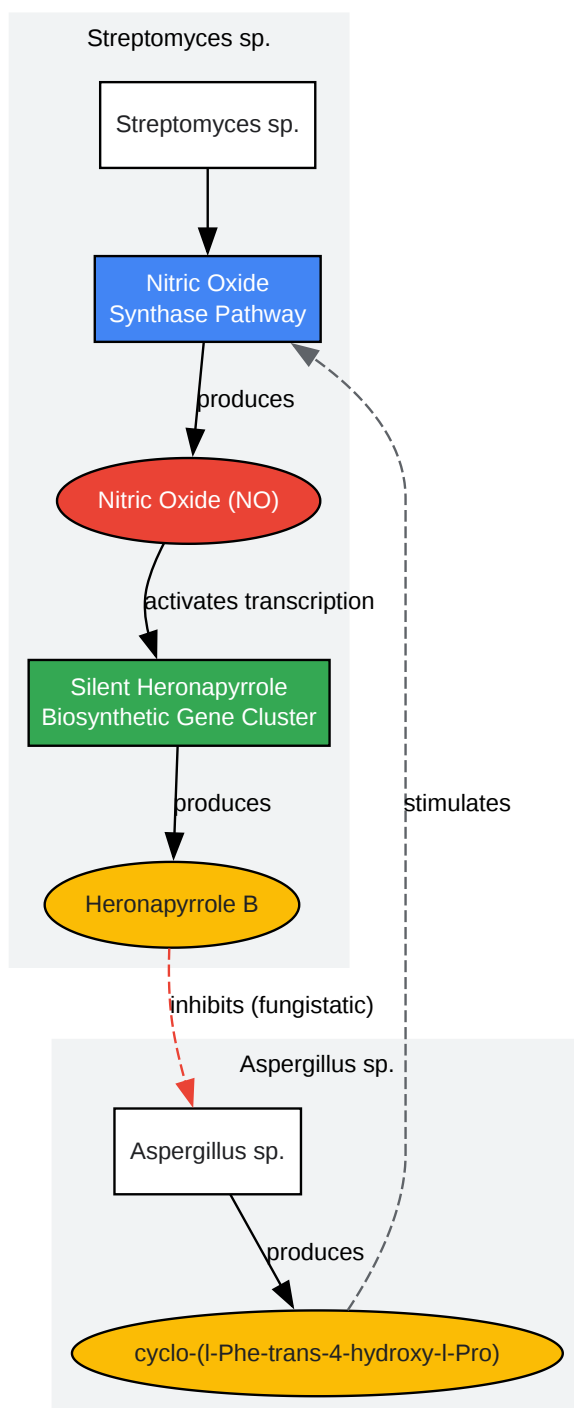 Streptomyces sp.
Streptomyces sp.
Nitric Oxide
Synthase Pathway
produces
Nitric Oxide (NO)
activates transcription
Silent Heronapyrrole
Biosynthetic Gene Cluster
produces
stimulates
Heronapyrrole B
inhibits (fungistatic)
Aspergillus sp.
Aspergillus sp.
produces
cyclo-(l-Phe-trans-4-hydroxy-l-Pro)